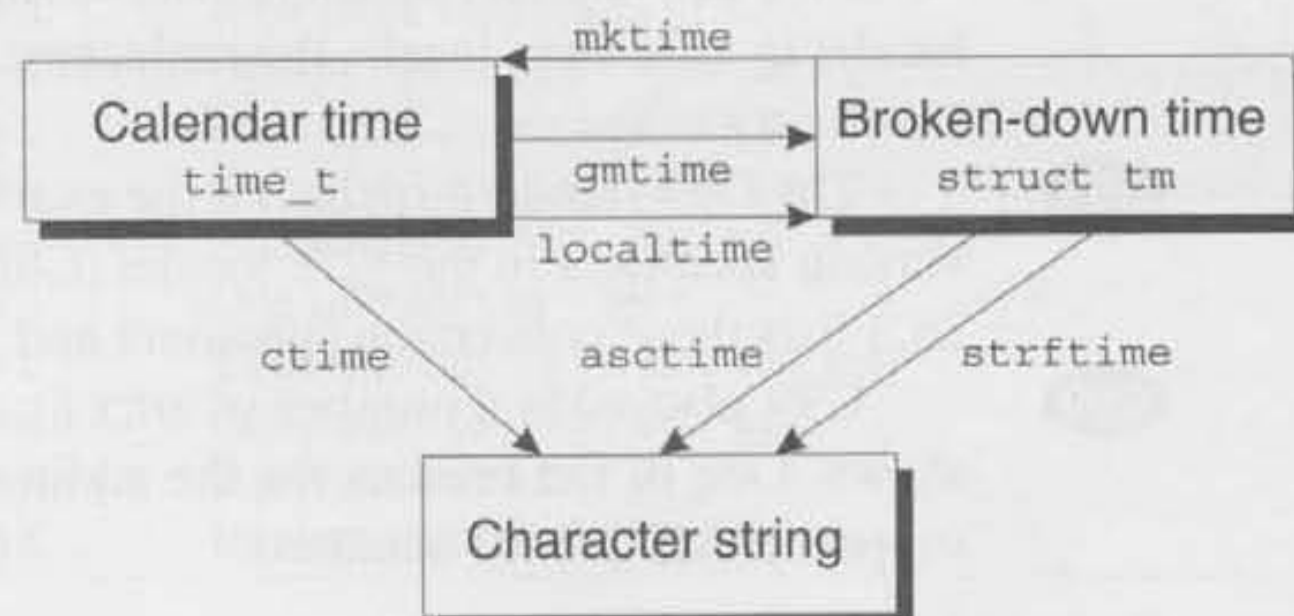 mktime
Calendar time
time_t
Broken-down time
struct tm
gmtime
localtime
ctime
asctime
strftime
Character string